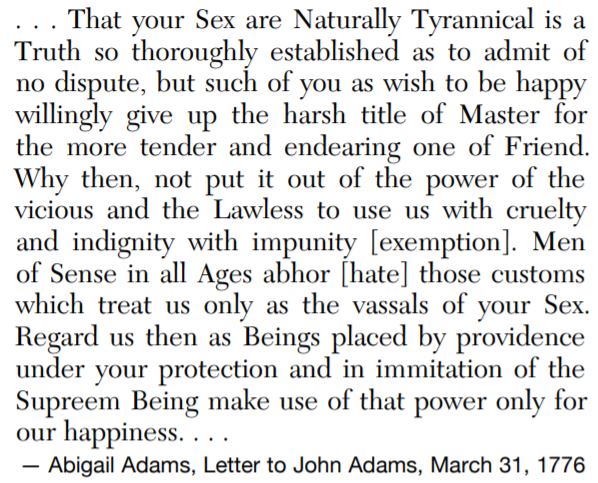 . . . That your Sex are Naturally Tyrannical is a
Truth so thoroughly established as to admit of
no dispute, but such of you as wish to be happy
willingly give up the harsh title of Master for
the more tender and endearing one of Friend.
Why then, not put it out of the power of the
vicious and the Lawless to use us with cruelty
and indignity with impunity [exemption]. Men
of Sense in all Ages abhor [hate] those customs
which treat us only as the vassals of your Sex.
Regard us then as Beings placed by providence
under your protection and in immitation of the
Supreem Being make use of that power only for
our happiness. . . .
— Abigail Adams, Letter to John Adams, March 31, 1776